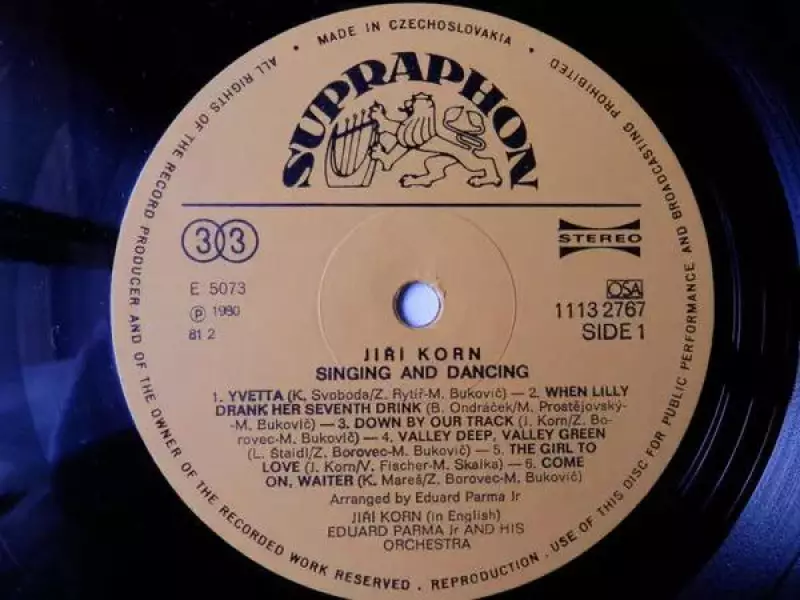 • MADE IN CZECHOSLOVAKIA •
ALL RIGHTS OF THE RECORD PRODUCER AND OF THE OWNER OF THE RECORDED WORK RESERVED . REPRODUCTION . USE OF THIS DISC FOR PUBLIC PERFORMANCE AND BROADCASTING PROHIBITED
SUPRAPHON
33
STEREO
E 5073
℗ 1980
81 2
OSA
1113 2767
SIDE 1
JIŘI KORN
SINGING AND DANCING
1. YVETTA (K. Svoboda/Z. Rytíř-M. Bukovič) — 2. WHEN LILLY
DRANK HER SEVENTH DRINK (B. Ondráček/M. Prostějovský-
-M. Bukovič) — 3. DOWN BY OUR TRACK (J. Korn/Z. Bo-
rovec-M. Bukovič) — 4. VALLEY DEEP, VALLEY GREEN
(L. Štaidl/Z. Borovec-M. Bukovič) — 5. THE GIRL TO
LOVE (J. Korn/V. Fischer-M. Skalka) — 6. COME
ON, WAITER (K. Mareš/Z. Borovec-M. Bukovič)
Arranged by Eduard Parma Jr
JIŘI KORN (in English)
EDUARD PARMA Jr AND HIS
ORCHESTRA